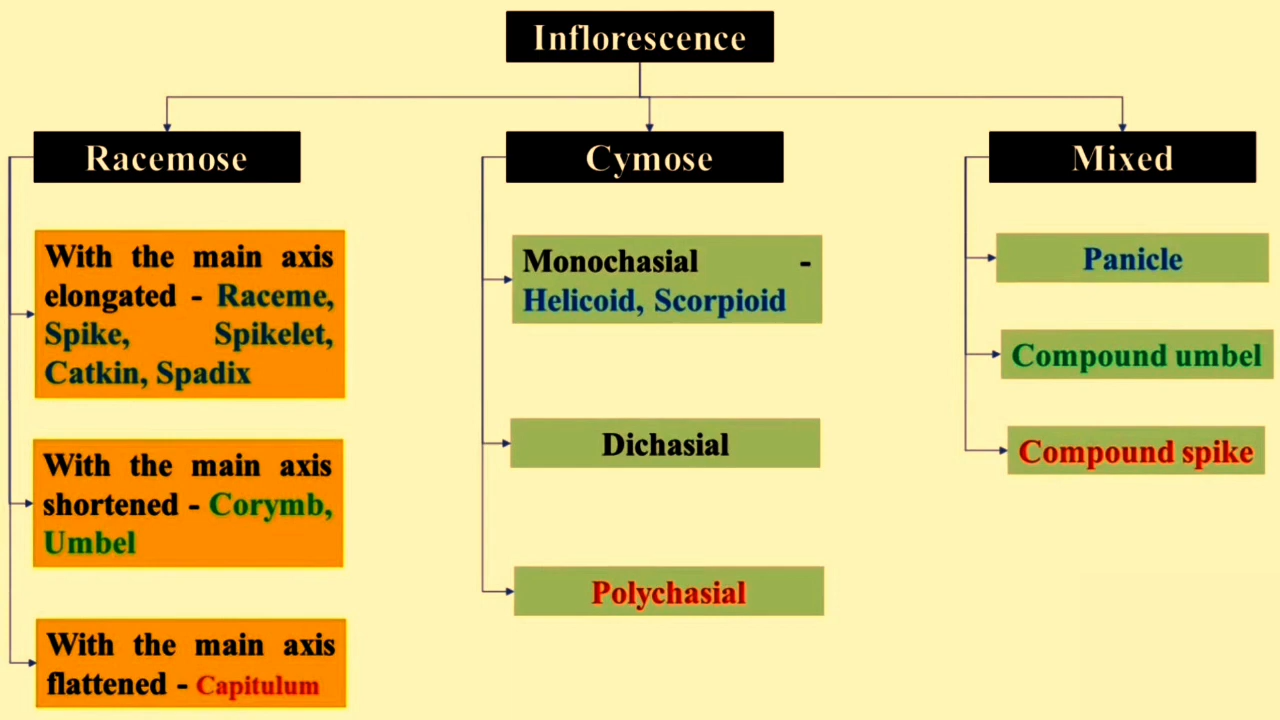 Inflorescence
Racemose
Cymose
Mixed
With the main axis
elongated - Raceme,
Spike, Spikelet,
Catkin, Spadix
With the main axis
shortened - Corymb,
Umbel
With the main axis
flattened - Capitulum
Monochasial -
Helicoid, Scorpioid
Dichasial
Polychasial
Panicle
Compound umbel
Compound spike